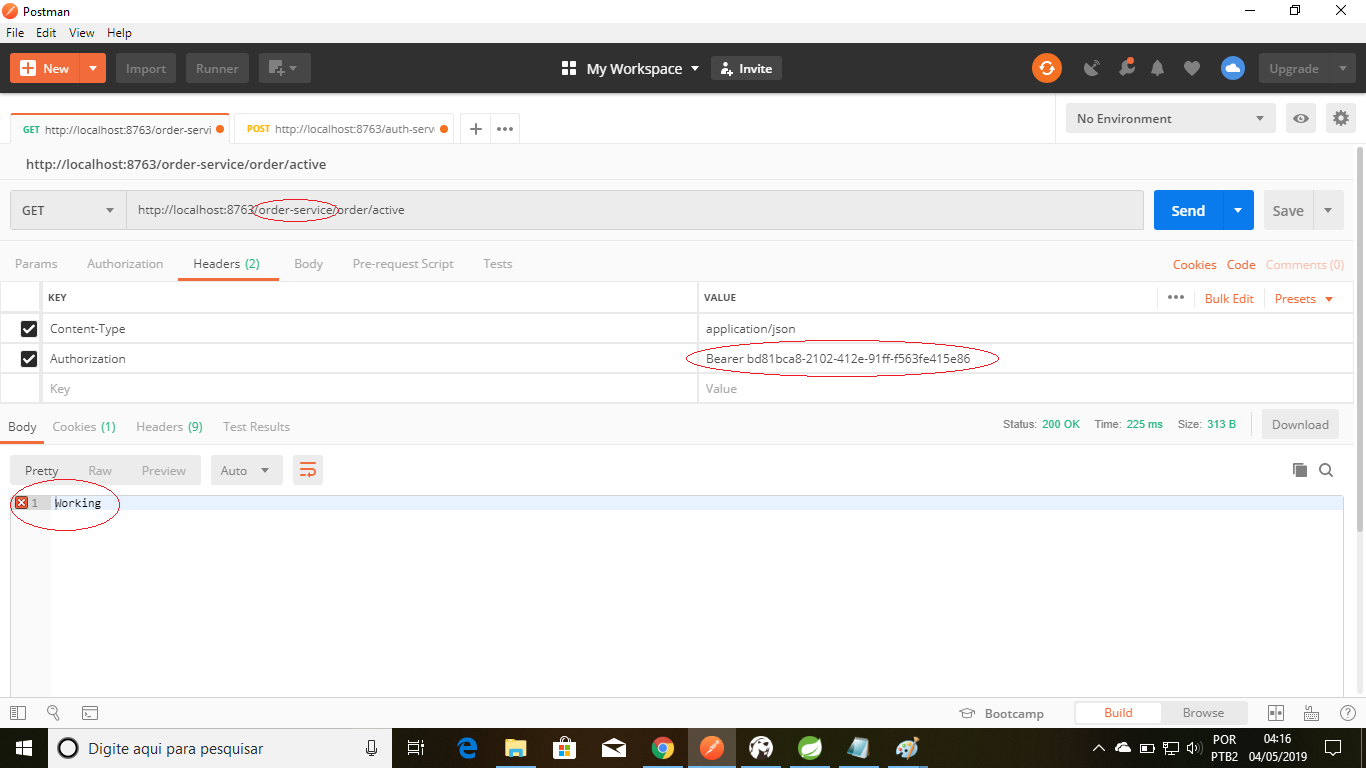 Postman
File Edit View Help
New Import Runner My Workspace Invite Upgrade
GET http://localhost:8763/order-servi POST http://localhost:8763/auth-serv No Environment
http://localhost:8763/order-service/order/active
GET http://localhost:8763/order-service/order/active Send Save
Params Authorization Headers (2) Body Pre-request Script Tests Cookies Code Comments (0)
KEY VALUE Bulk Edit Presets
Content-Type application/json
Authorization Bearer bd81bca8-2102-412e-91ff-f563fe415e86
Key Value
Body Cookies (1) Headers (9) Test Results Status: 200 OK Time: 225 ms Size: 313 B Download
Pretty Raw Preview Auto
1 Working
Bootcamp Build Browse
Digite aqui para pesquisar
POR 04:16
PTB2 04/05/2019